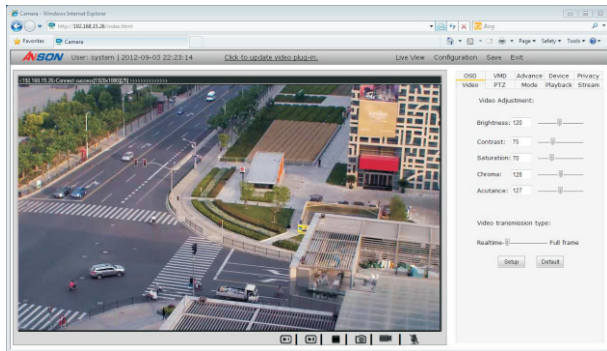 Camera - Windows Internet Explorer
http://192.168.15.26/index.html
Bing
Favorites Camera
Page Safety Tools
ANSON User: system | 2012-09-03 22:23:14 Click to update video plug-in. Live View Configuration Save Exit
OSD VMD Advance Device Privacy
Video PTZ Mode Playback Stream
Video Adjustment:
Brightness:
Contrast: 75
Saturation: 70
Chroma: 128
Acutance: 127
Video transmission type:
Realtime Full frame
Setup Default